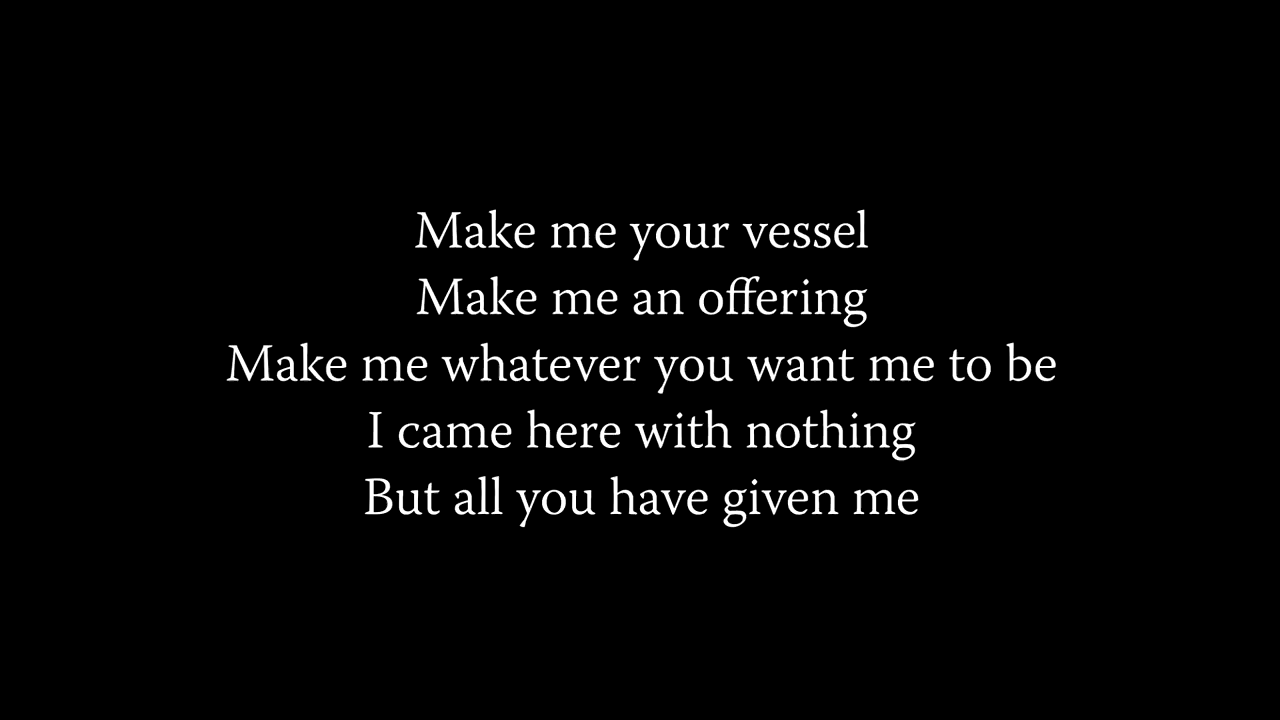 Make me your vessel
Make me an offering
Make me whatever you want me to be
I came here with nothing
But all you have given me